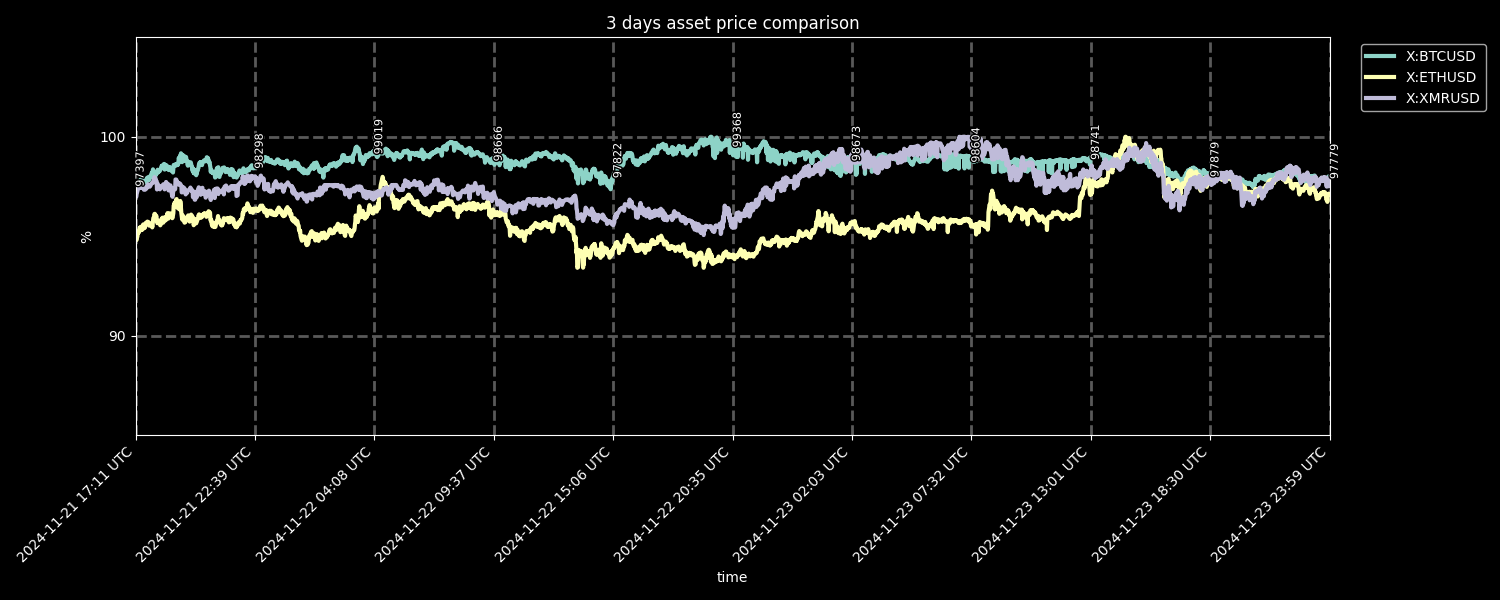 3 days asset price comparison
X:BTCUSD
X:ETHUSD
X:XMRUSD
100
90
%
97397
98298
99019
98666
97822
99368
98673
98604
98741
97879
97779
2024-11-21 17:11 UTC
2024-11-21 22:39 UTC
2024-11-22 04:08 UTC
2024-11-22 09:37 UTC
2024-11-22 15:06 UTC
2024-11-22 20:35 UTC
2024-11-23 02:03 UTC
2024-11-23 07:32 UTC
2024-11-23 13:01 UTC
2024-11-23 18:30 UTC
2024-11-23 23:59 UTC
time